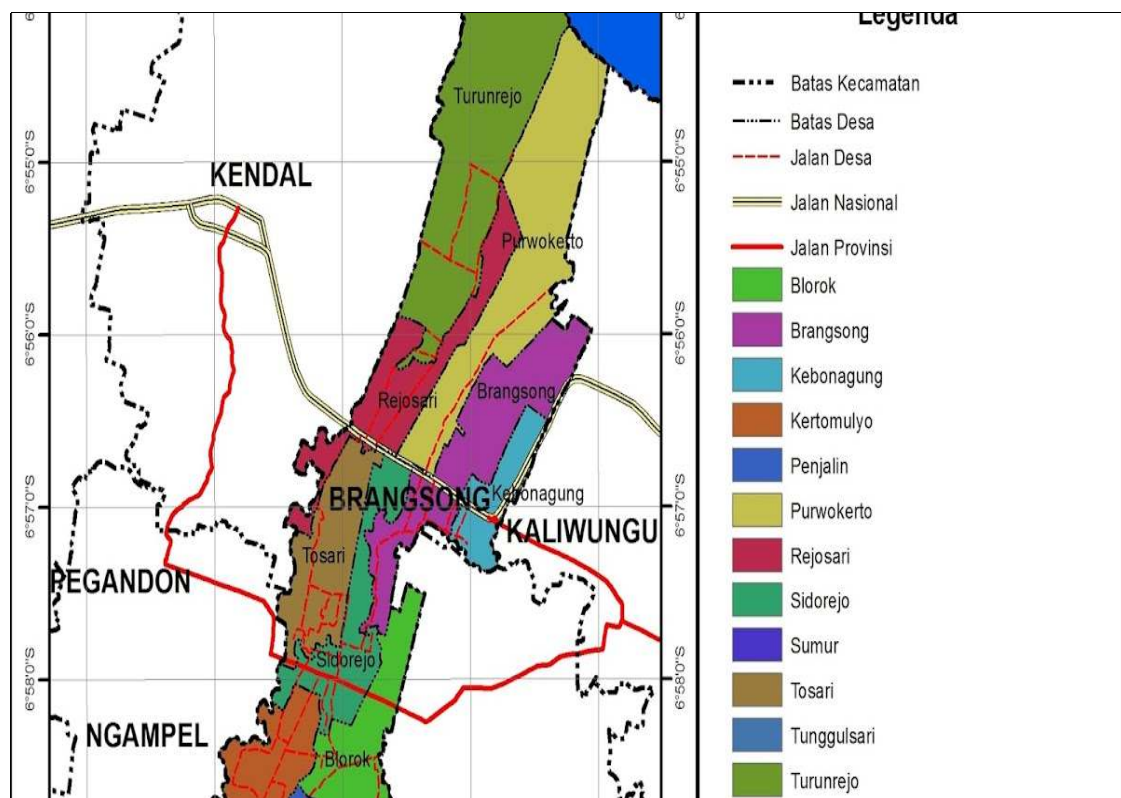 Legenda
Batas Kecamatan
Batas Desa
Jalan Desa
Jalan Nasional
Jalan Provinsi
Blorok
Brangsong
Kebonagung
Kertomulyo
Penjalin
Purwokerto
Rejosari
Sidorejo
Sumur
Tosari
Tunggulsari
Turunrejo
Turunrejo
6°55'0"S
6°55'0"S
KENDAL
Purwokerto
6°56'0"S
6°56'0"S
Brangsong
Rejosari
BRANGSONG
Kebonagung
6°57'0"S
6°57'0"S
KALIWUNGU
Tosari
PEGANDON
Sidorejo
6°58'0"S
6°58'0"S
NGAMPEL
Blorok